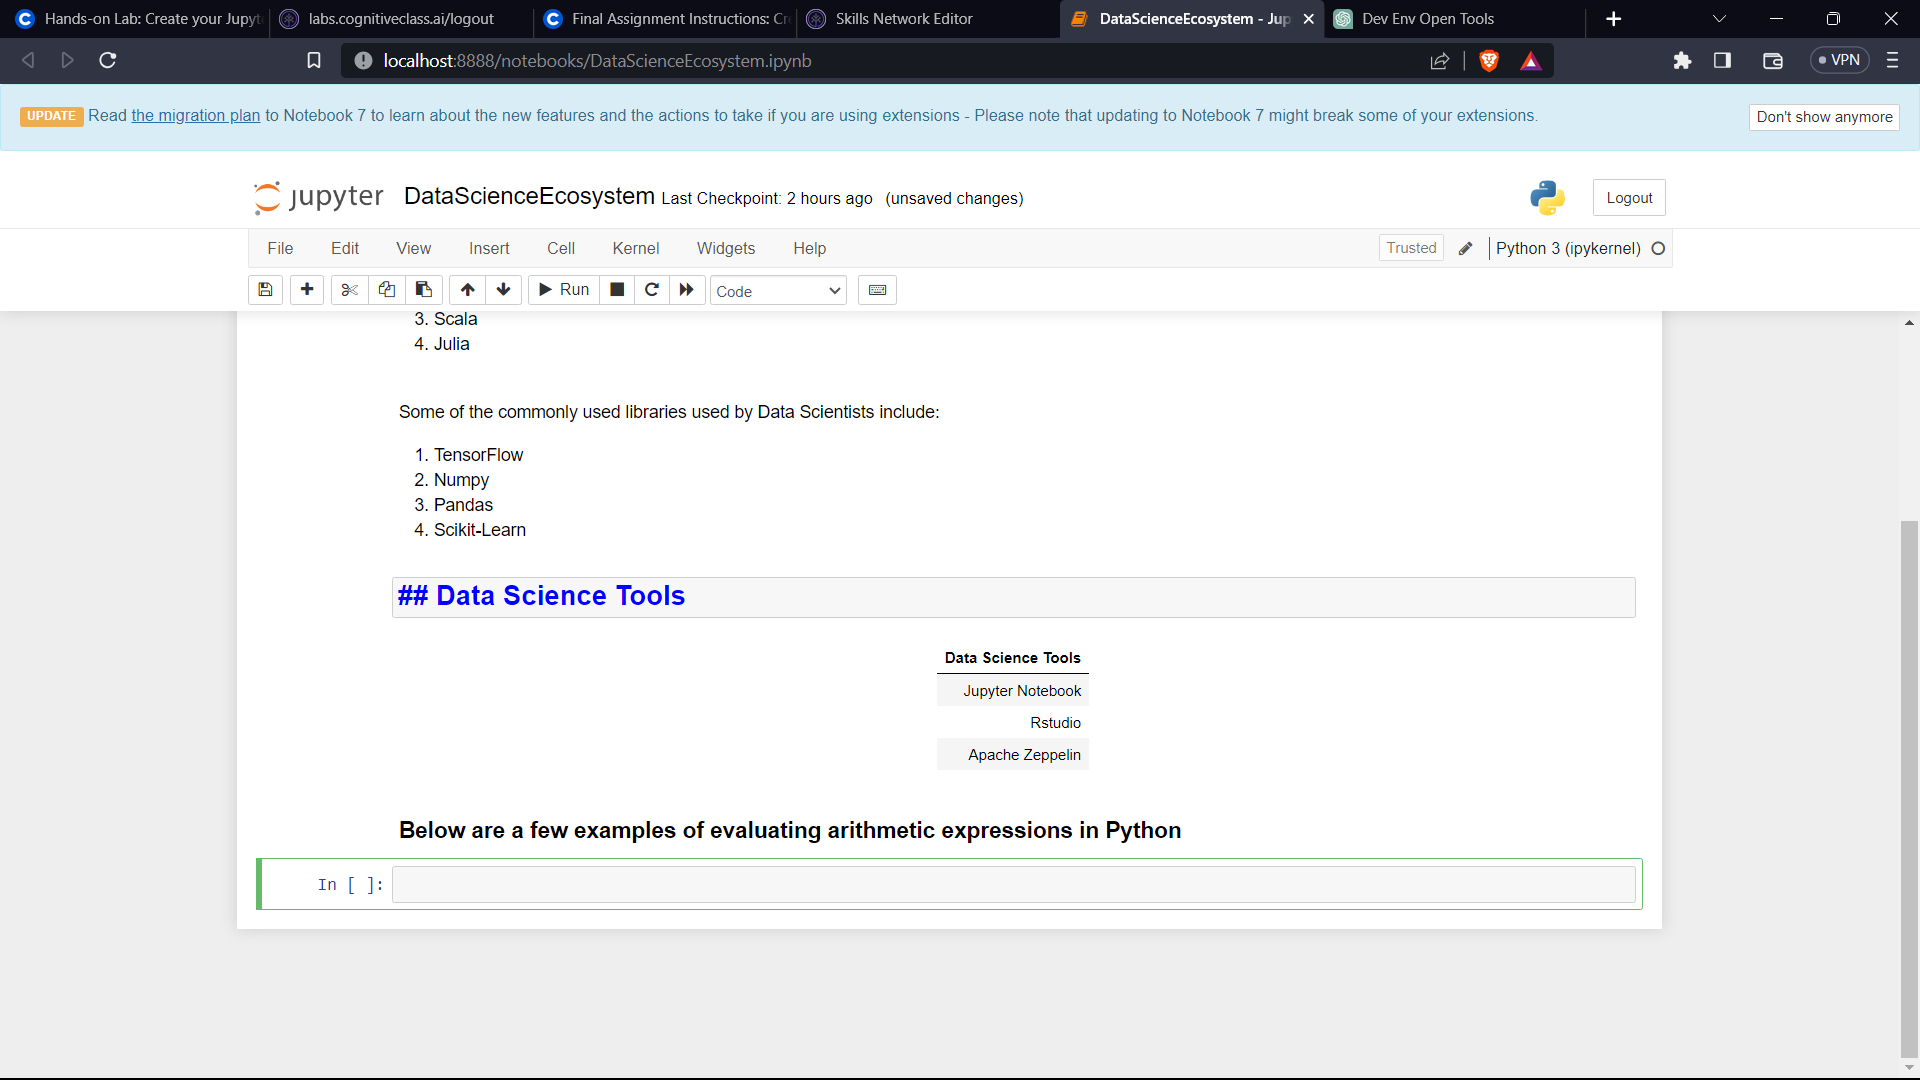 Hands-on Lab: Create your Jupyt
labs.cognitiveclass.ai/logout
Final Assignment Instructions: Cr
Skills Network Editor
DataScienceEcosystem - Jup
Dev Env Open Tools
localhost:8888/notebooks/DataScienceEcosystem.ipynb
VPN
UPDATE Read the migration plan to Notebook 7 to learn about the new features and the actions to take if you are using extensions - Please note that updating to Notebook 7 might break some of your extensions.
Don't show anymore
jupyter DataScienceEcosystem Last Checkpoint: 2 hours ago (unsaved changes)
Logout
File Edit View Insert Cell Kernel Widgets Help
Trusted
Python 3 (ipykernel)
Run
Code
3. Scala
4. Julia
Some of the commonly used libraries used by Data Scientists include:
1. TensorFlow
2. Numpy
3. Pandas
4. Scikit-Learn
## Data Science Tools
Data Science Tools
Jupyter Notebook
Rstudio
Apache Zeppelin
Below are a few examples of evaluating arithmetic expressions in Python
In [ ]: